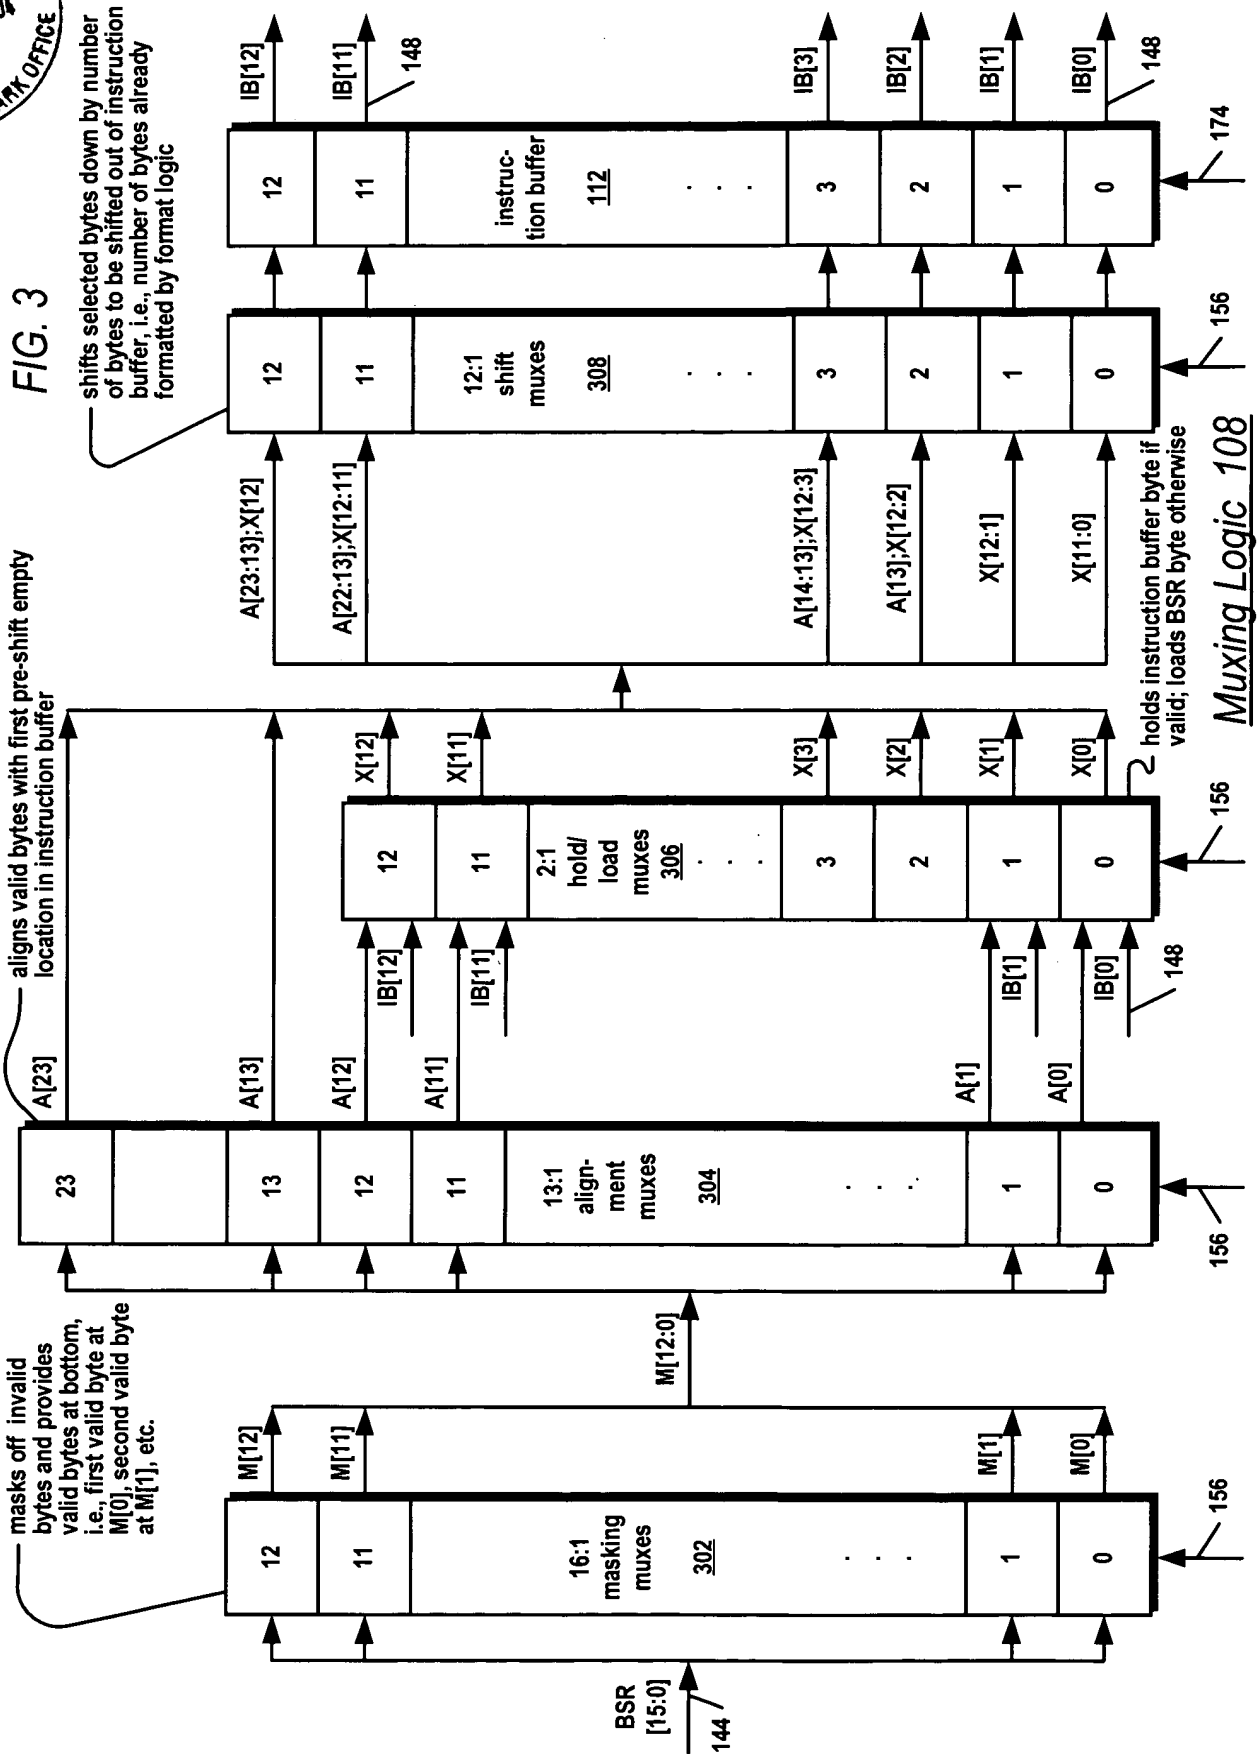 ARK OFFICE
FIG. 3
masks off invalid
bytes and provides
valid bytes at bottom,
i.e., first valid byte at
M[0], second valid byte
at M[1], etc.
aligns valid bytes with first pre-shift empty
location in instruction buffer
shifts selected bytes down by number
of bytes to be shifted out of instruction
buffer, i.e., number of bytes already
formatted by format logic
BSR
[15:0]
144
12
11
16:1
masking
muxes
302
. . .
1
0
156
M[12]
M[11]
M[1]
M[0]
M[12:0]
23
13
12
11
13:1
align-
ment
muxes
304
. . .
1
0
156
A[23]
A[13]
A[12]
A[11]
A[1]
A[0]
IB[12]
IB[11]
IB[1]
IB[0]
148
12
11
2:1
hold/
load
muxes
306
. . .
3
2
1
0
156
X[12]
X[11]
X[3]
X[2]
X[1]
X[0]
holds instruction buffer byte if
valid; loads BSR byte otherwise
A[23:13];X[12]
A[22:13];X[12:11]
A[14:13];X[12:3]
A[13];X[12:2]
X[12:1]
X[11:0]
12
11
12:1
shift
muxes
308
. . .
3
2
1
0
156
12
11
instruc-
tion buffer
112
. . .
3
2
1
0
174
IB[12]
IB[11]
148
IB[3]
IB[2]
IB[1]
IB[0]
148
Muxing Logic 108